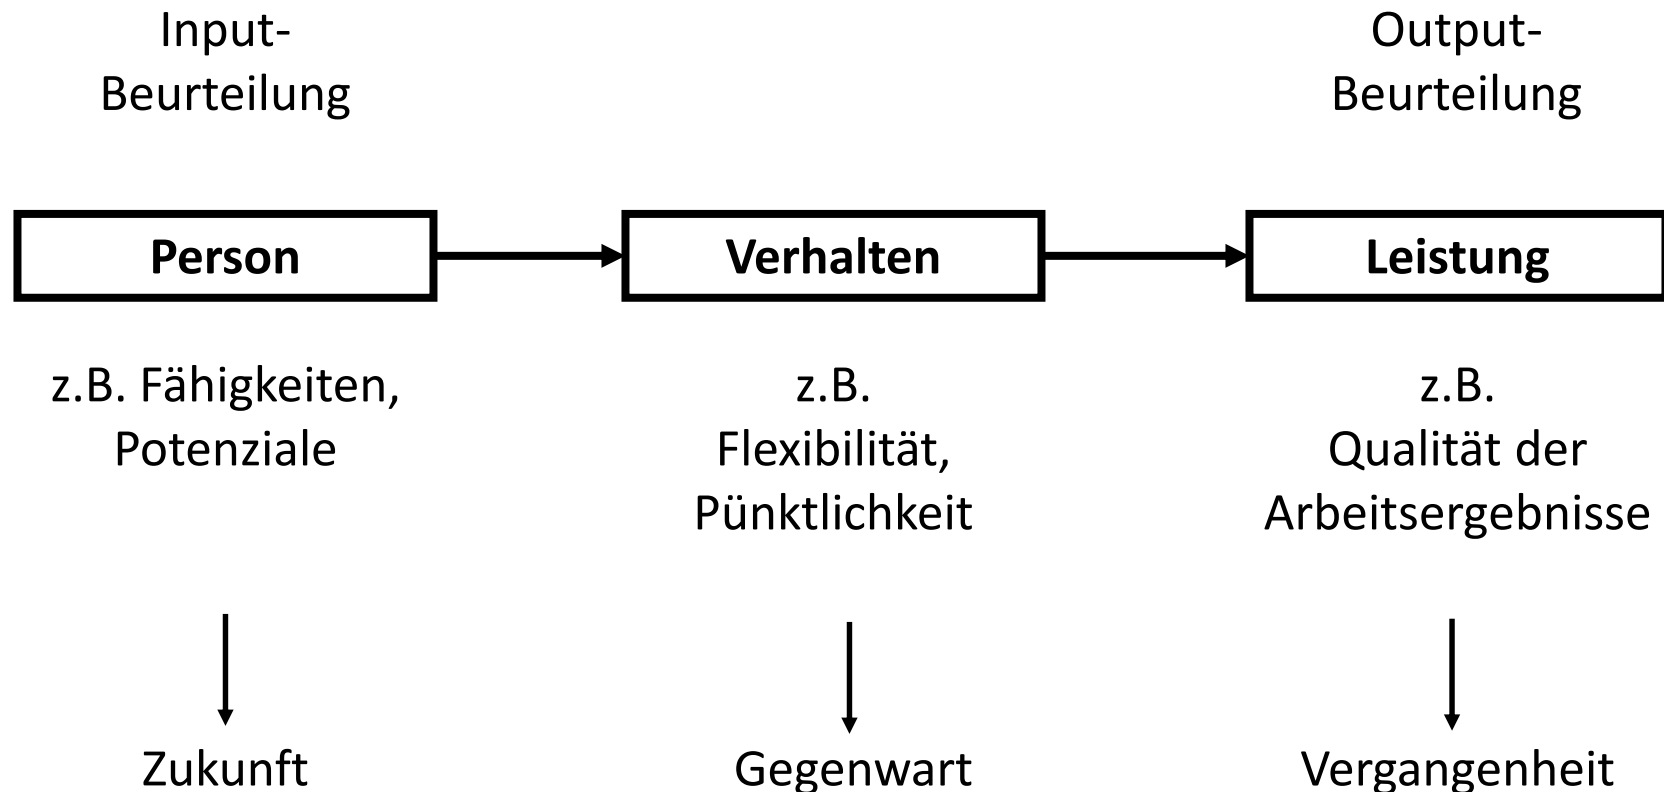 Input-
Beurteilung
Output-
Beurteilung
Person
Verhalten
Leistung
z.B. Fähigkeiten,
Potenziale
z.B.
Flexibilität,
Pünktlichkeit
z.B.
Qualität der
Arbeitsergebnisse
Zukunft
Gegenwart
Vergangenheit